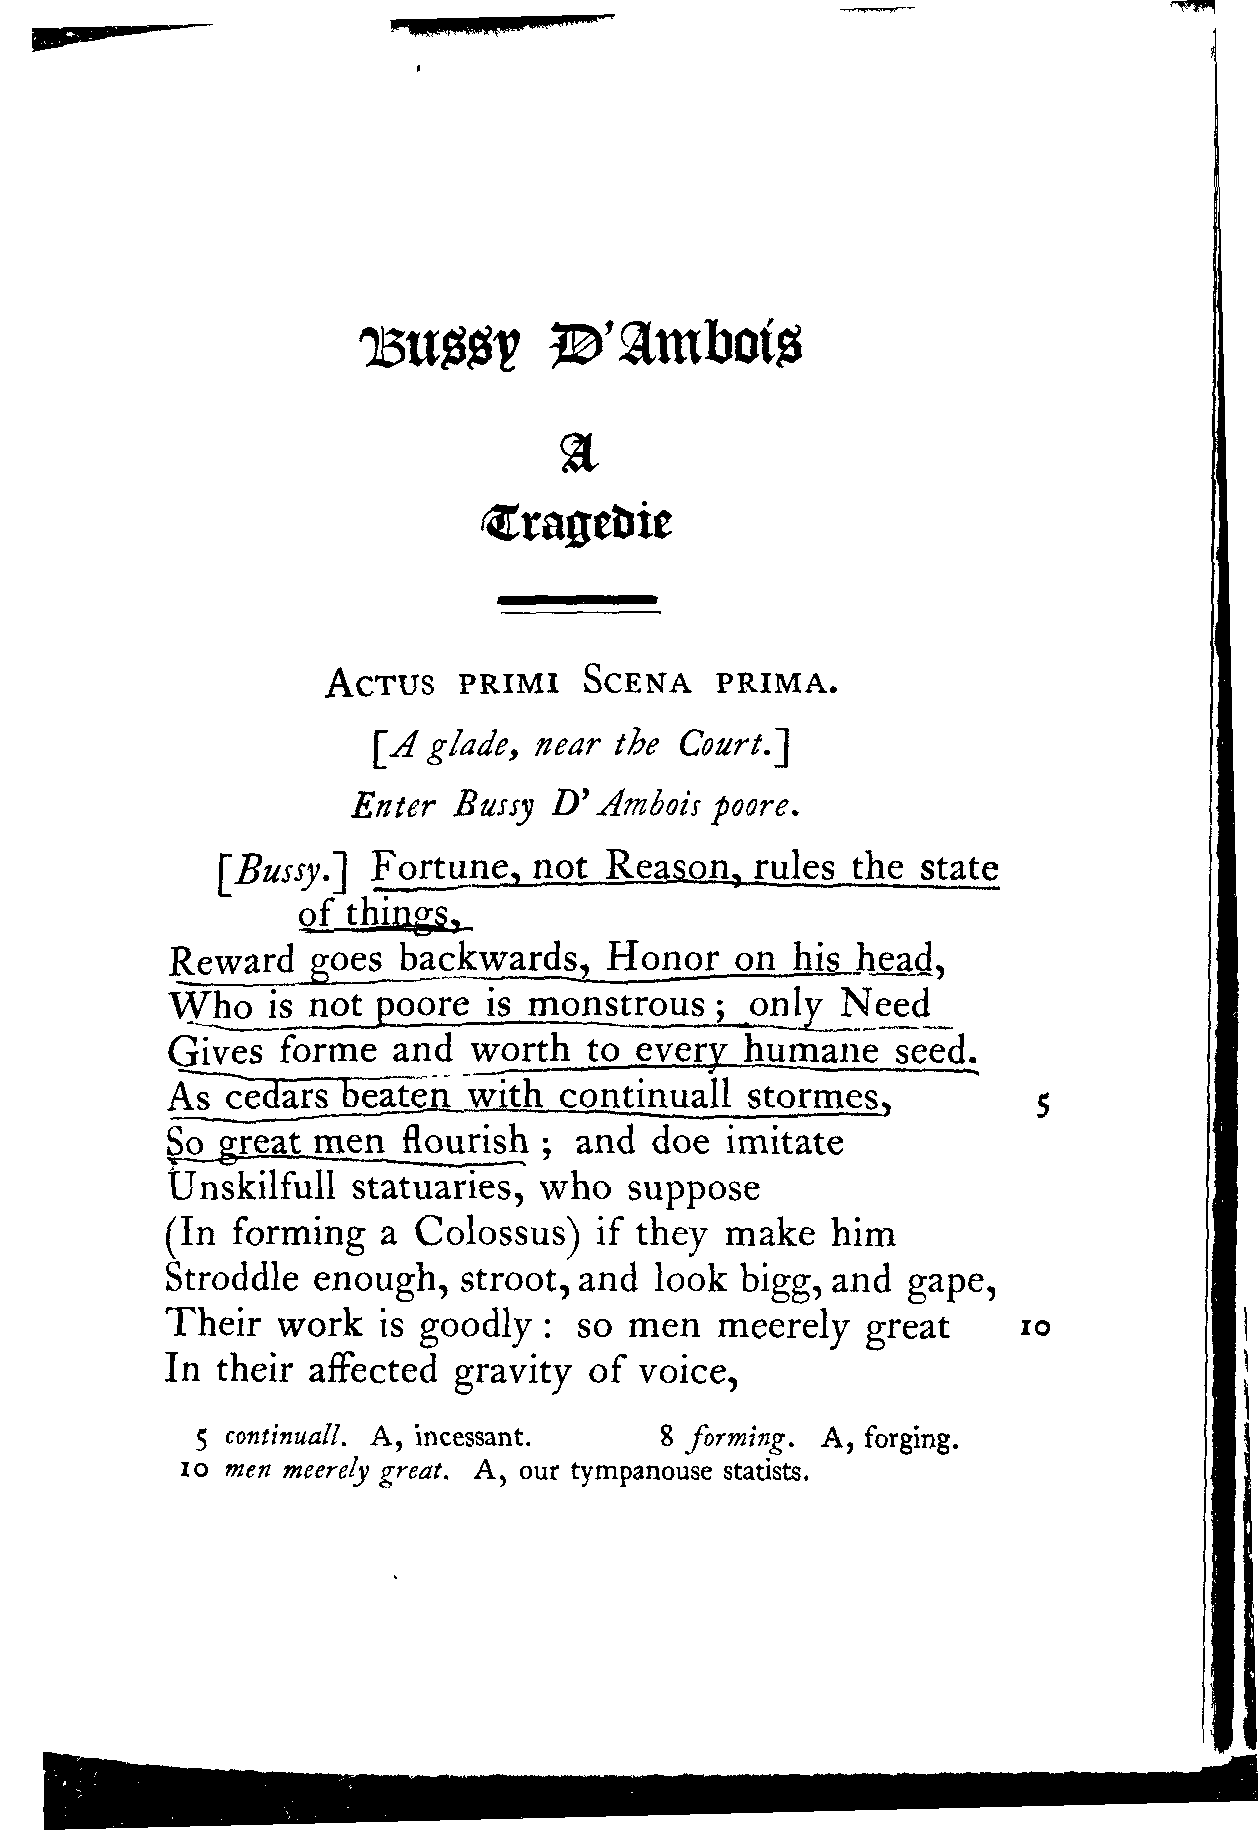 Bussy D'Ambois
A
Tragedie
Actus primi Scena prima.
[A glade, near the Court.]
Enter Bussy D'Ambois poore.
[Bussy.] Fortune, not Reason, rules the state
of things,
Reward goes backwards, Honor on his head,
Who is not poore is monstrous; only Need
Gives forme and worth to every humane seed.
As cedars beaten with continuall stormes, 5
So great men flourish; and doe imitate
Unskilfull statuaries, who suppose
(In forming a Colossus) if they make him
Stroddle enough, stroot, and look bigg, and gape,
Their work is goodly: so men meerely great 10
In their affected gravity of voice,
5 continuall. A, incessant. 8 forming. A, forging.
10 men meerely great. A, our tympanouse statists.